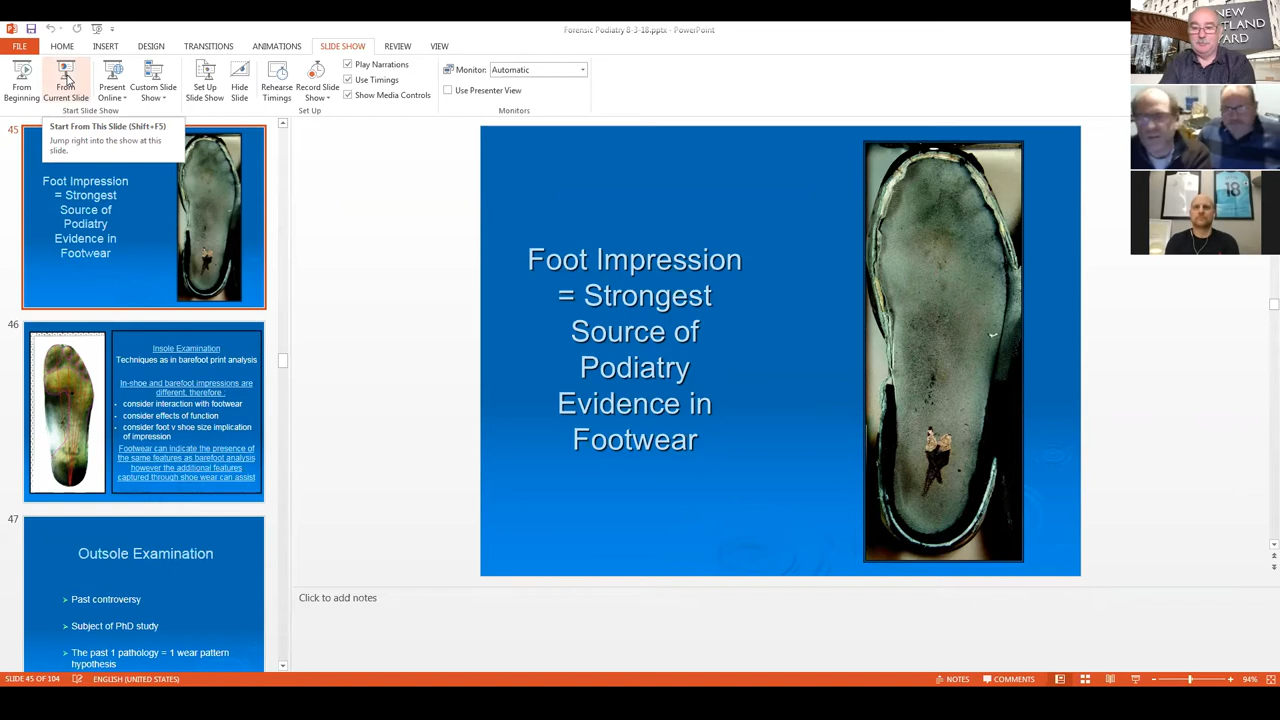 Forensic Podiatry 8-3-18.pptx - PowerPoint
FILE HOME INSERT DESIGN TRANSITIONS ANIMATIONS SLIDE SHOW REVIEW VIEW
From Beginning
From Current Slide
Present Online
Custom Slide Show
Set Up Slide Show
Hide Slide
Rehearse Timings
Record Slide Show
Play Narrations
Use Timings
Show Media Controls
Monitor: Automatic
Use Presenter View
Start Slide Show
Set Up
Monitors
Start From This Slide (Shift+F5)
Jump right into the show at this
slide.
45
Foot Impression
= Strongest
Source of
Podiatry
Evidence in
Footwear
46
Insole Examination
Techniques as in barefoot print analysis
In-shoe and barefoot impressions are
different, therefore :
- consider interaction with footwear
- consider effects of function
- consider foot v shoe size implication
of impression
Footwear can indicate the presence of
the same features as barefoot analysis
however the additional features
captured through shoe wear can assist
47
Outsole Examination
Past controversy
Subject of PhD study
The past 1 pathology = 1 wear pattern
hypothesis
Foot Impression
= Strongest
Source of
Podiatry
Evidence in
Footwear
Click to add notes
SLIDE 45 OF 104 ENGLISH (UNITED STATES) NOTES COMMENTS 94%
NEW
YARD
18